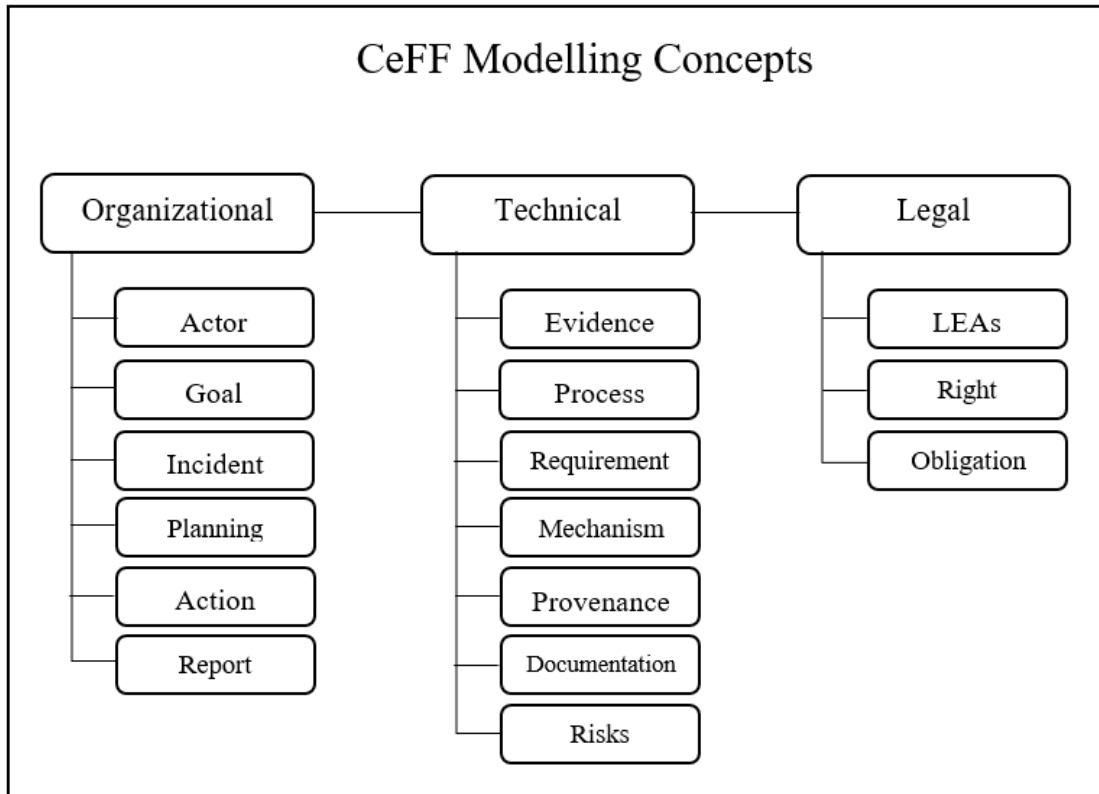 CeFF Modelling Concepts
Organizational
Technical
Legal
Actor
Goal
Incident
Planning
Action
Report
Evidence
Process
Requirement
Mechanism
Provenance
Documentation
Risks
LEAs
Right
Obligation